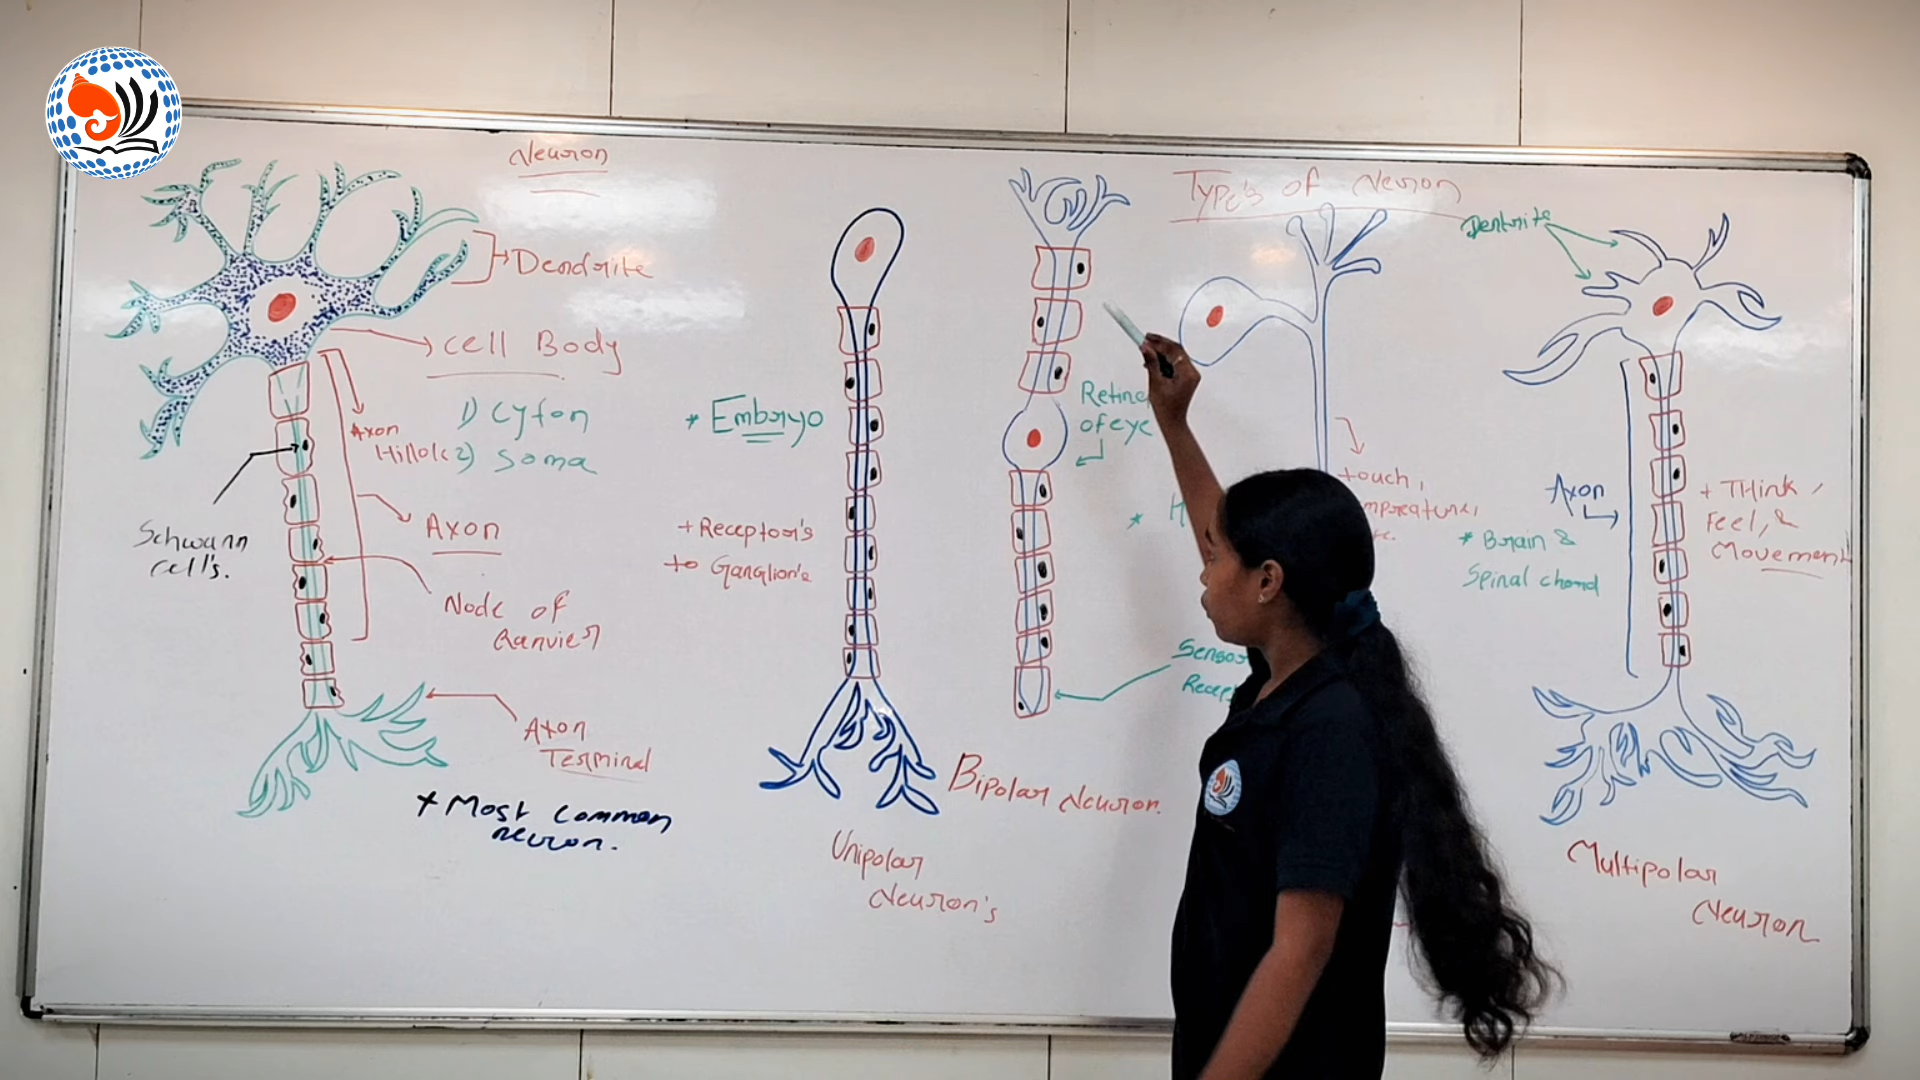 Neuron
Dendrite
cell Body
1) Cyton
2) Soma
Axon
Hillok
Axon
Schwann
cell's.
Node of
Ranvier
Axon
Terminal
* Most common
neuron.
* Embryo
+ Receptor's
to Ganglion's
Unipolar
Neuron's
Retina
of eye
*
Bipolar Neuron.
Type's of Neuron
touch,
Dentrite
Axon
* Brain &
Spinal chord
+ Think,
Feel, &
Movement
Multipolar
Neuron